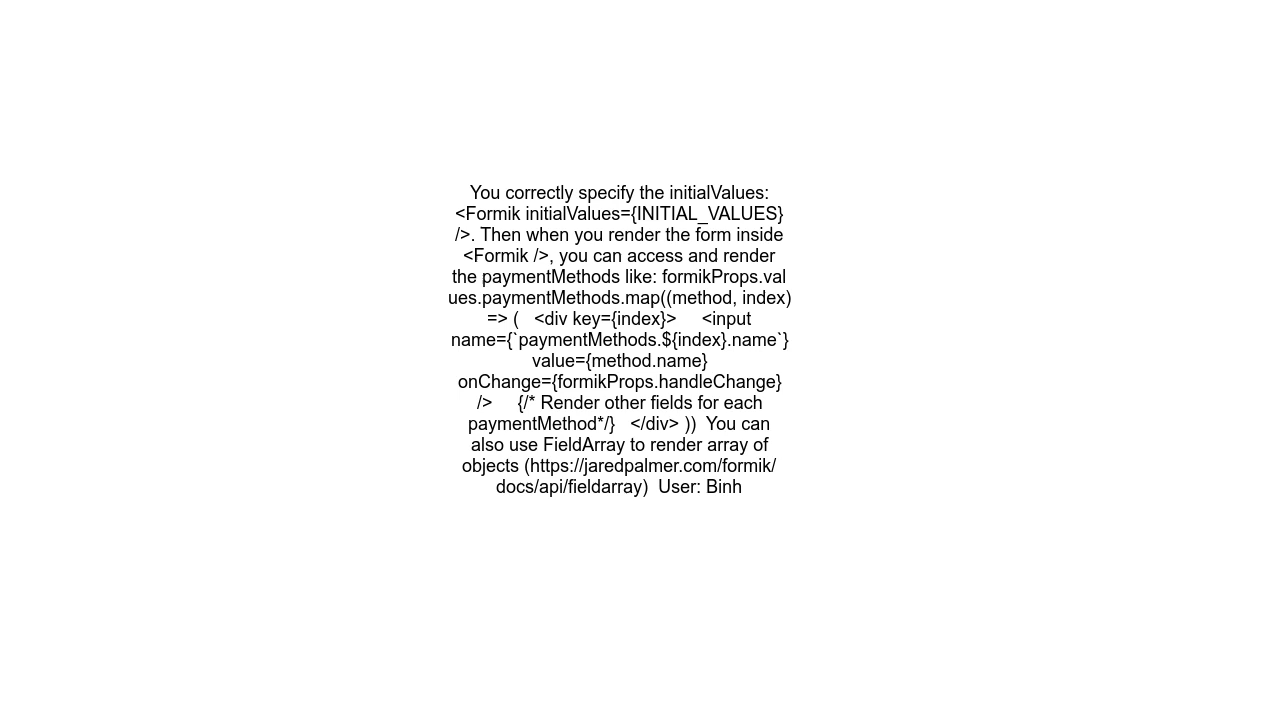 You correctly specify the initialValues:
<Formik initialValues={INITIAL_VALUES}
/>. Then when you render the form inside
<Formik />, you can access and render
the paymentMethods like: formikProps.val
ues.paymentMethods.map((method, index)
=> (   <div key={index}>     <input
name={`paymentMethods.${index}.name`}
value={method.name}
onChange={formikProps.handleChange}
/>     {/* Render other fields for each
paymentMethod*/}   </div> ))  You can
also use FieldArray to render array of
objects (https://jaredpalmer.com/formik/
docs/api/fieldarray)  User: Binh